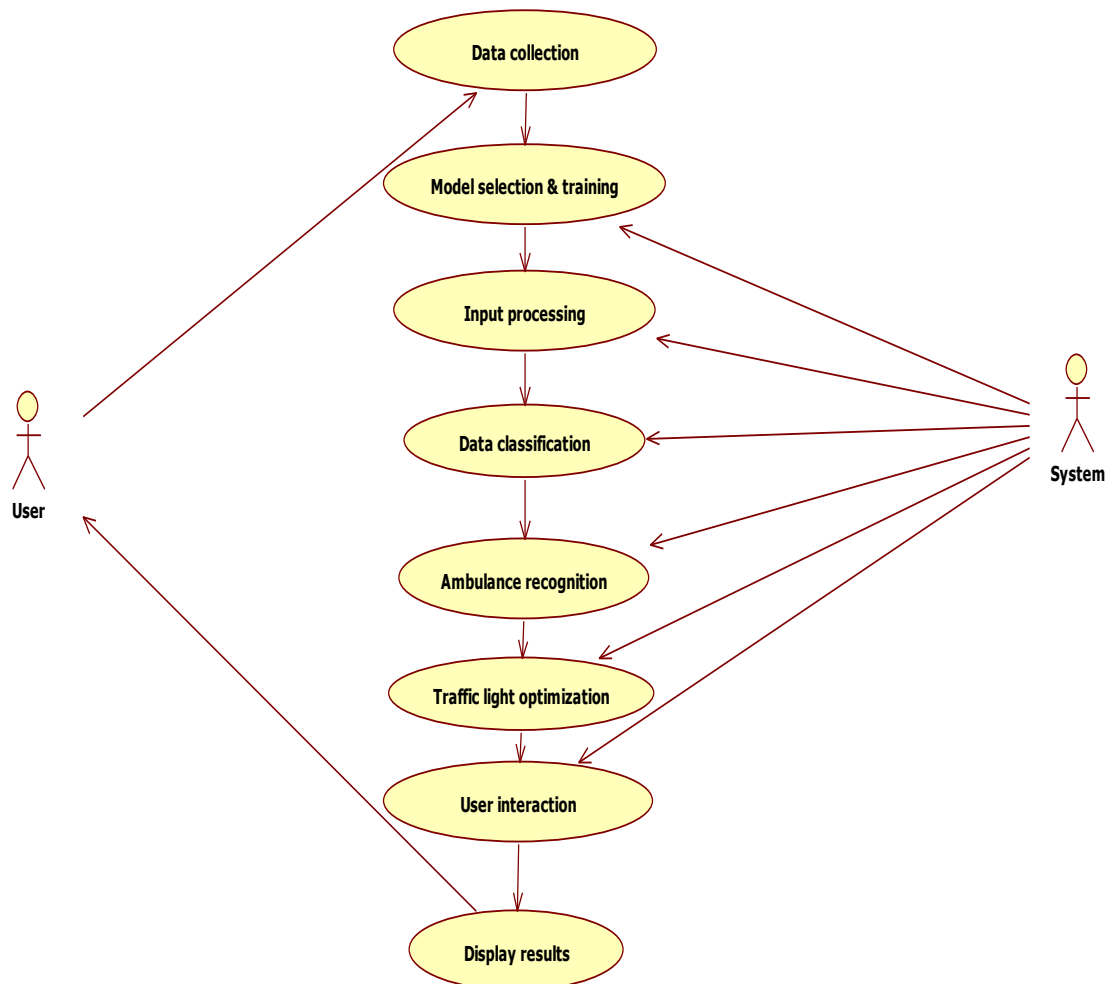 Data collection
Model selection & training
Input processing
Data classification
System
User
Ambulance recognition
Traffic light optimization
User interaction
Display results